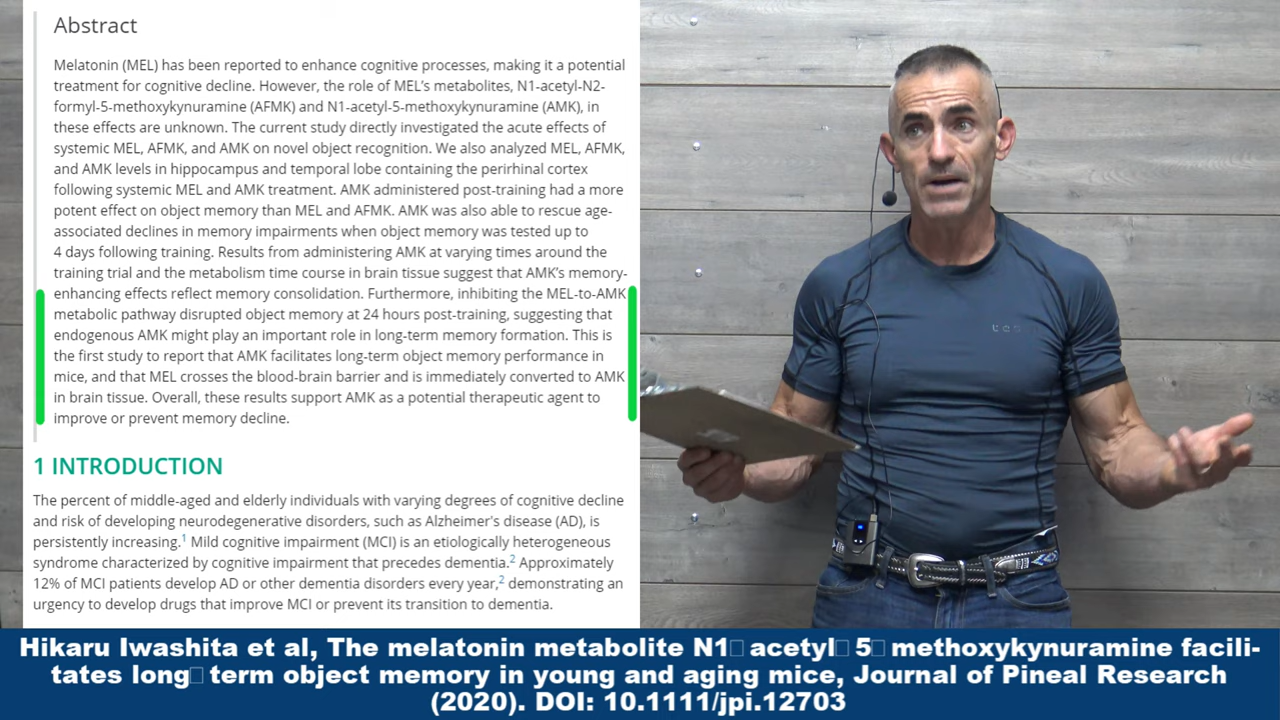 Abstract
Melatonin (MEL) has been reported to enhance cognitive processes, making it a potential
treatment for cognitive decline. However, the role of MEL's metabolites, N1-acetyl-N2-
formyl-5-methoxykynuramine (AFMK) and N1-acetyl-5-methoxykynuramine (AMK), in
these effects are unknown. The current study directly investigated the acute effects of
systemic MEL, AFMK, and AMK on novel object recognition. We also analyzed MEL, AFMK,
and AMK levels in hippocampus and temporal lobe containing the perirhinal cortex
following systemic MEL and AMK treatment. AMK administered post-training had a more
potent effect on object memory than MEL and AFMK. AMK was also able to rescue age-
associated declines in memory impairments when object memory was tested up to
4 days following training. Results from administering AMK at varying times around the
training trial and the metabolism time course in brain tissue suggest that AMK's memory-
enhancing effects reflect memory consolidation. Furthermore, inhibiting the MEL-to-AMK
metabolic pathway disrupted object memory at 24 hours post-training, suggesting that
endogenous AMK might play an important role in long-term memory formation. This is
the first study to report that AMK facilitates long-term object memory performance in
mice, and that MEL crosses the blood-brain barrier and is immediately converted to AMK
in brain tissue. Overall, these results support AMK as a potential therapeutic agent to
improve or prevent memory decline.
1 INTRODUCTION
The percent of middle-aged and elderly individuals with varying degrees of cognitive decline
and risk of developing neurodegenerative disorders, such as Alzheimer's disease (AD), is
persistently increasing.1 Mild cognitive impairment (MCI) is an etiologically heterogeneous
syndrome characterized by cognitive impairment that precedes dementia.2 Approximately
12% of MCI patients develop AD or other dementia disorders every year,2 demonstrating an
urgency to develop drugs that improve MCI or prevent its transition to dementia.
Hikaru Iwashita et al, The melatonin metabolite N1□acetyl□5□methoxykynuramine facili-
tates long□term object memory in young and aging mice, Journal of Pineal Research
(2020). DOI: 10.1111/jpi.12703